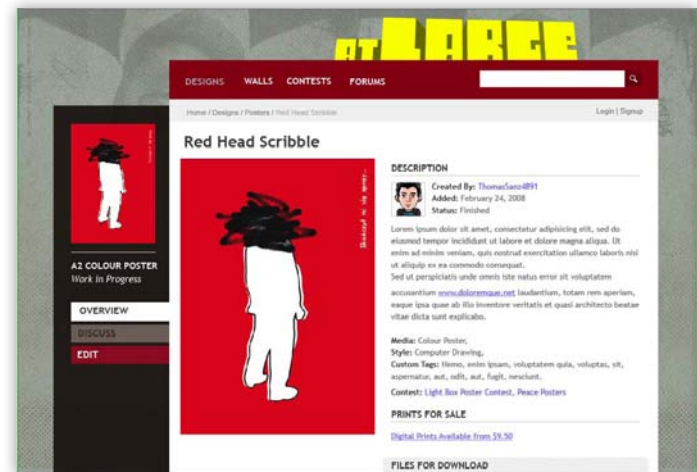 AT LARGE
DESIGNS WALLS CONTESTS FORUMS
Home / Designs / Posters / Red Head Scribble
Login | Signup
Red Head Scribble
A2 COLOUR POSTER
Work In Progress
OVERVIEW
DISCUSS
EDIT
DESCRIPTION
Created By: ThomasSanz4891
Added: February 24, 2008
Status: Finished
Lorem ipsum dolor sit amet, consectetur adipisicing elit, sed do
eiusmod tempor incididunt ut labore et dolore magna aliqua. Ut
enim ad minim veniam, quis nostrud exercitation ullamco laboris nisi
ut aliquip ex ea commodo consequat.
Sed ut perspiciatis unde omnis iste natus error sit voluptatem
accusantium www.doloremque.net laudantium, totam rem aperiam,
eaque ipsa quae ab illo inventore veritatis et quasi architecto beatae
vitae dicta sunt explicabo.
Media: Colour Poster,
Style: Computer Drawing,
Custom Tags: Nemo, enim ipsam, voluptatem quia, voluptas, sit,
aspernatur, aut, odit, aut, fugit, nesciunt.
Contest: Light Box Poster Contest, Peace Posters
PRINTS FOR SALE
Digital Prints Available from $9.50
FILES FOR DOWNLOAD